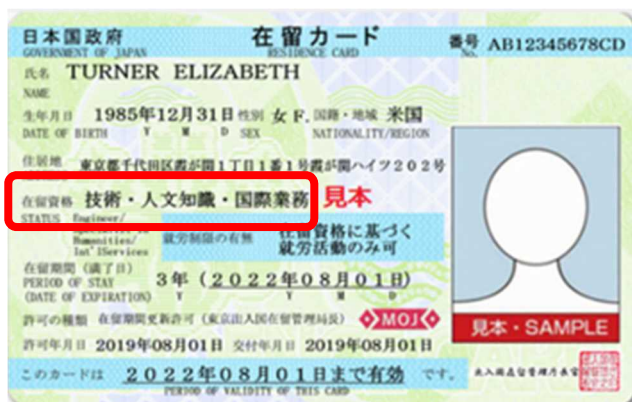 日本国政府 在留カード 番号 AB12345678CD
GOVERNMENT OF JAPAN RESIDENCE CARD No.
氏名 TURNER ELIZABETH
NAME
生年月日 1985年12月31日 性別 女 F. 国籍・地域 米国
DATE OF BIRTH Y M D SEX NATIONALITY/REGION
住居地 東京都千代田区霞が関1丁目1番1号霞が関ハイツ202号
在留資格 技術・人文知識・国際業務 見本
STATUS Engineer/
Humanities/
Int'lServices
就労制限の有無 在留資格に基づく
就労活動のみ可
在留期間(満了日) 3年(2022年08月01日)
PERIOD OF STAY
(DATE OF EXPIRATION) Y Y M D
許可の種類 在留期間更新許可(東京出入国在留管理局長) MOJ
見本・SAMPLE
許可年月日 2019年08月01日 交付年月日 2019年08月01日
このカードは 2022年08月01日まで有効 です。
PERIOD OF VALIDITY OF THIS CARD
出入国在留管理庁長官